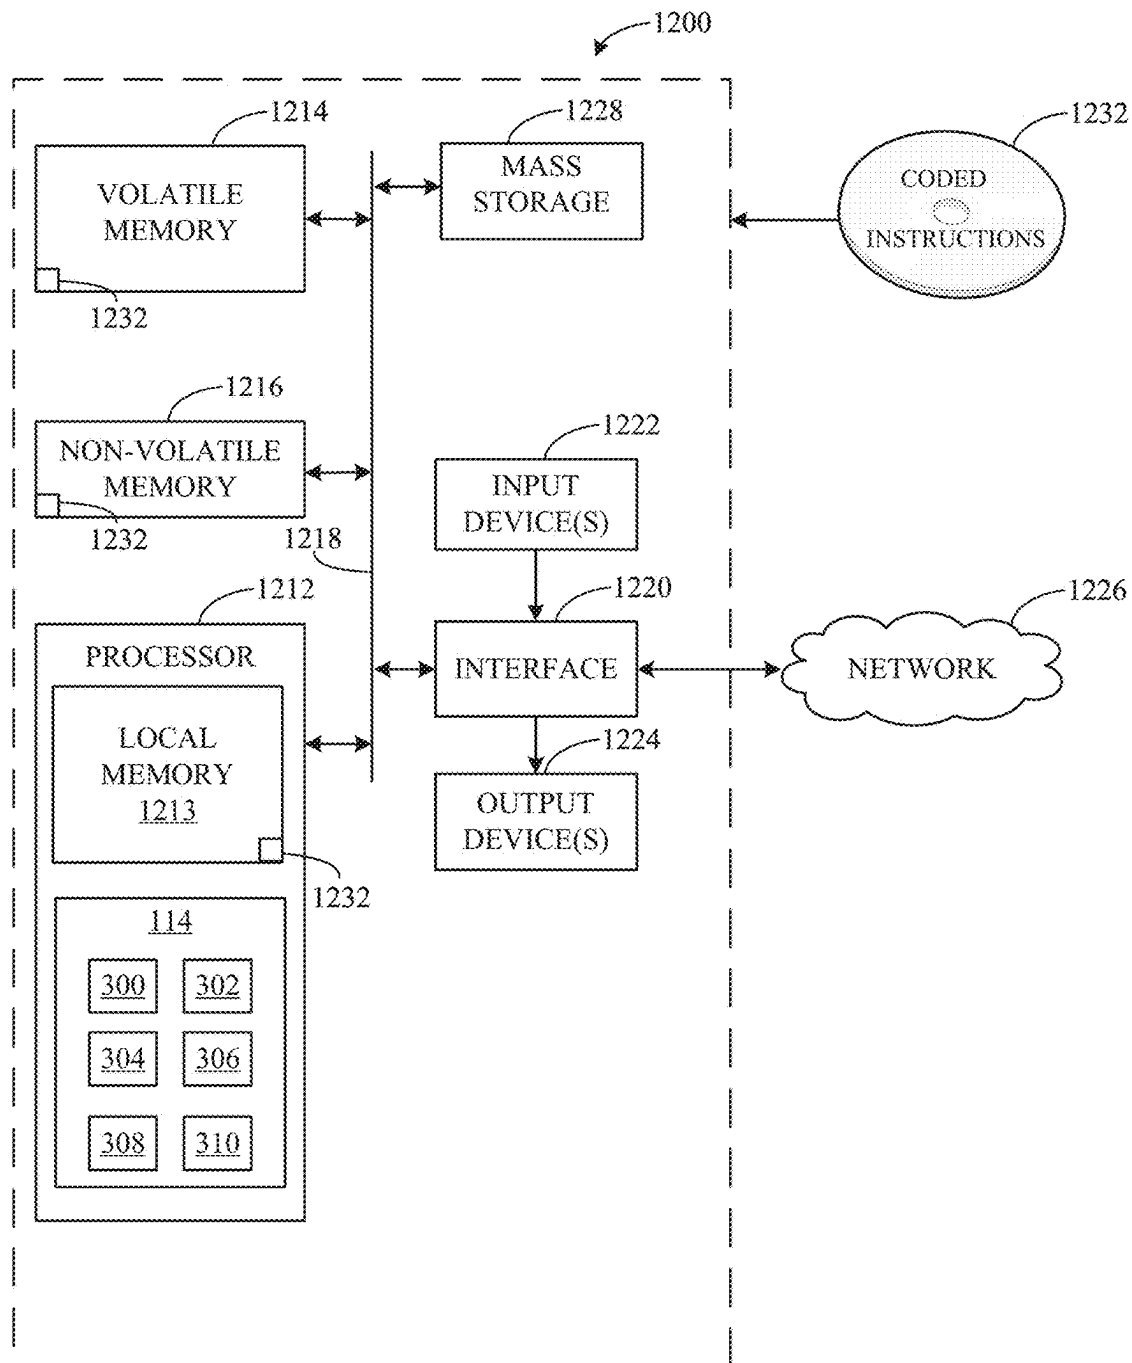 1200
1214
VOLATILE
MEMORY
1232
1228
MASS
STORAGE
1232
CODED
INSTRUCTIONS
1216
NON-VOLATILE
MEMORY
1232
1218
1222
INPUT
DEVICE(S)
1220
INTERFACE
1226
NETWORK
1224
OUTPUT
DEVICE(S)
1212
PROCESSOR
LOCAL
MEMORY
1213
1232
114
300 302
304 306
308 310